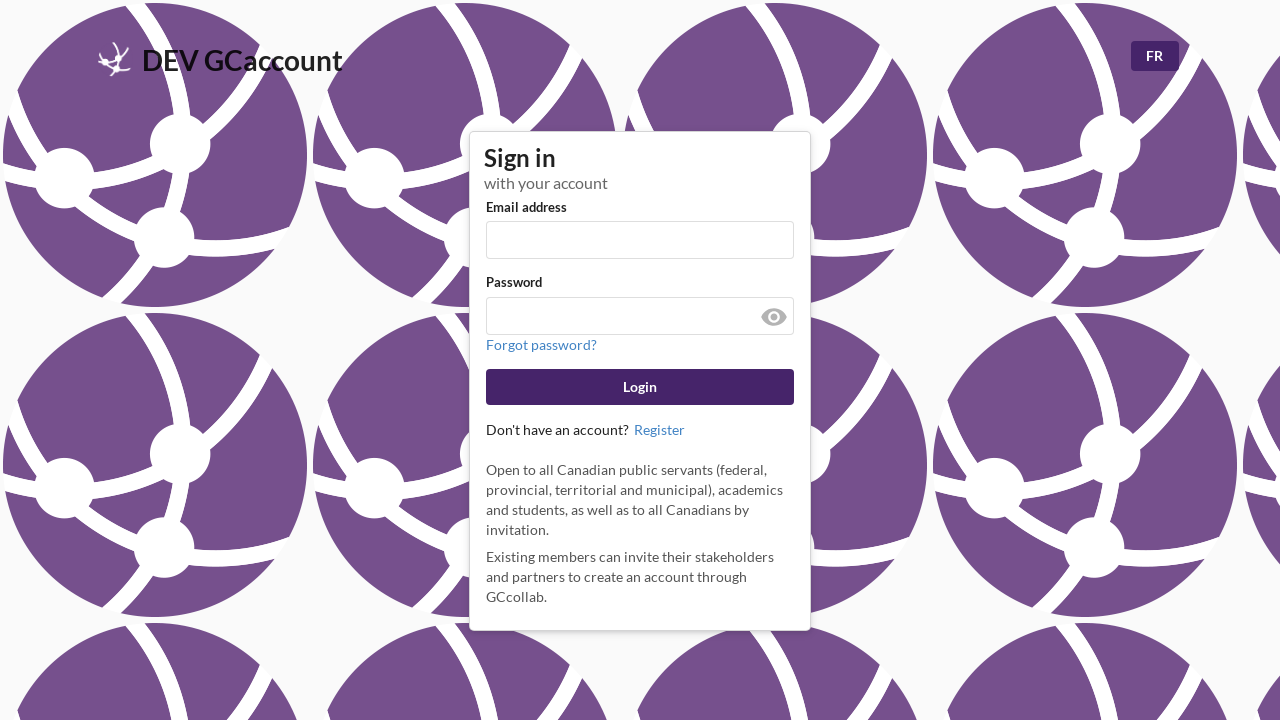 DEV GCaccount
FR
Sign in
with your account
Email address
Password
Forgot password?
Login
Don't have an account? Register
Open to all Canadian public servants (federal,
provincial, territorial and municipal), academics
and students, as well as to all Canadians by
invitation.
Existing members can invite their stakeholders
and partners to create an account through
GCcollab.